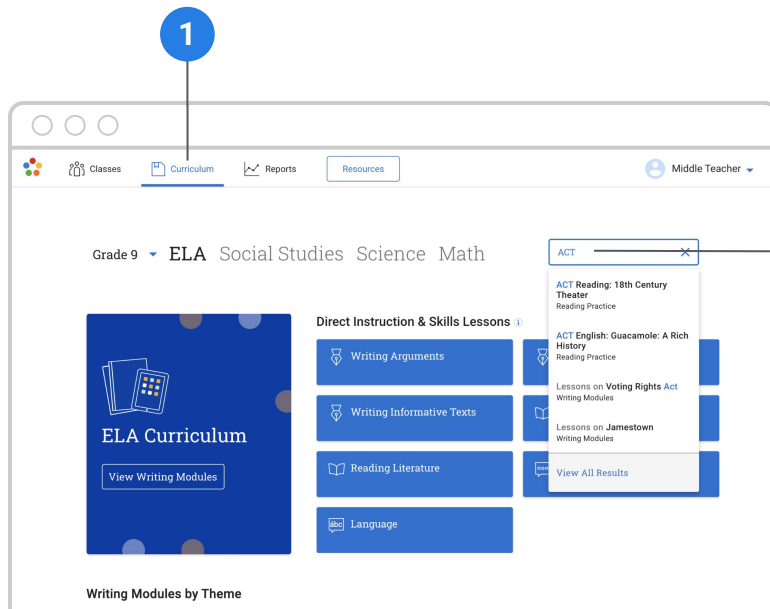 1
Classes
Curriculum
Reports
Resources
Middle Teacher
Grade 9
ELA
Social Studies
Science
Math
ACT
ACT Reading: 18th Century
Theater
Reading Practice
ACT English: Guacamole: A Rich
History
Reading Practice
Lessons on Voting Rights Act
Writing Modules
Lessons on Jamestown
Writing Modules
View All Results
ELA Curriculum
View Writing Modules
Direct Instruction & Skills Lessons
Writing Arguments
Writing Informative Texts
Reading Literature
Language
Writing Modules by Theme